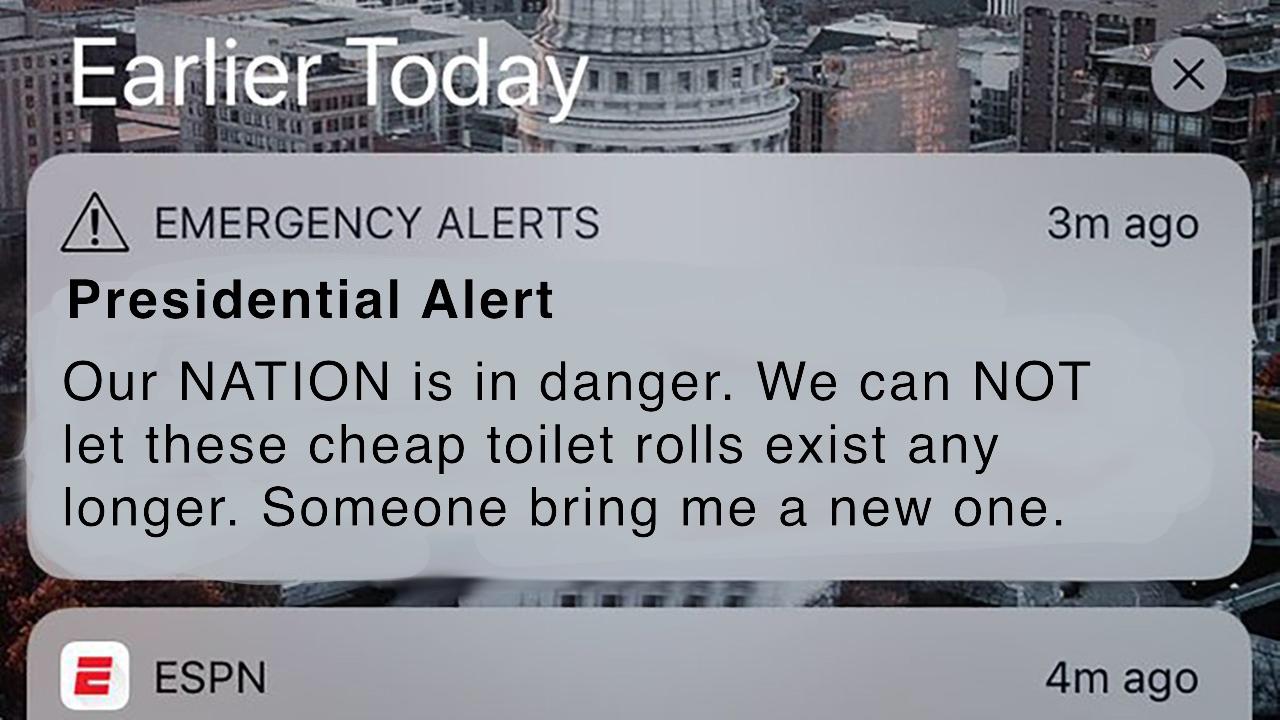 Earlier Today
EMERGENCY ALERTS 3m ago
Presidential Alert
Our NATION is in danger. We can NOT
let these cheap toilet rolls exist any
longer. Someone bring me a new one.
ESPN 4m ago